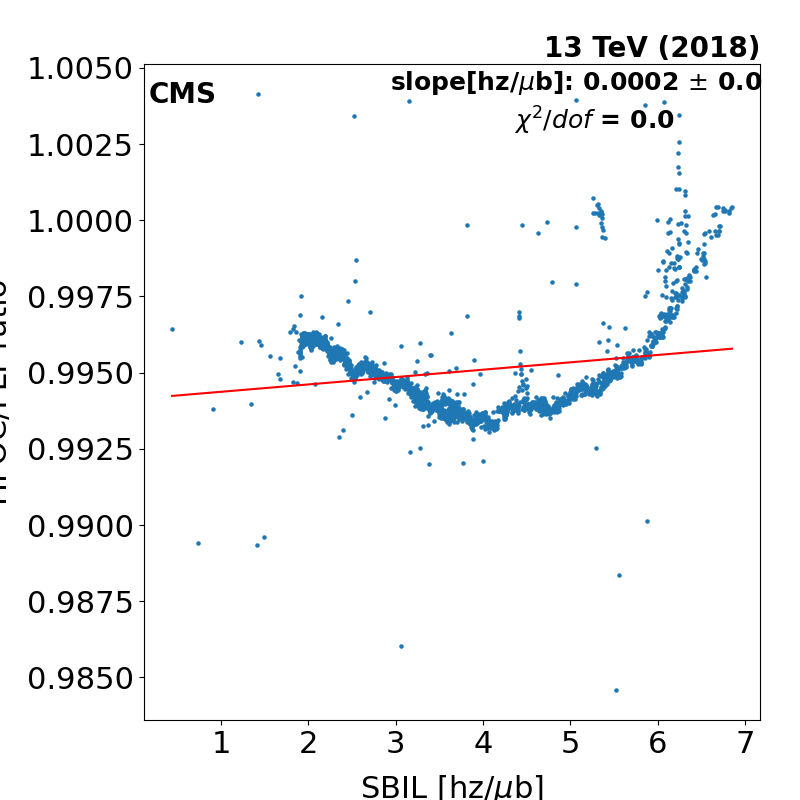 13 TeV (2018)
CMS
slope[hz/μb]: 0.0002 ± 0.0
χ²/dof = 0.0
1.0050
1.0025
1.0000
0.9975
0.9950
0.9925
0.9900
0.9875
0.9850
1 2 3 4 5 6 7
SBIL [hz/μb]